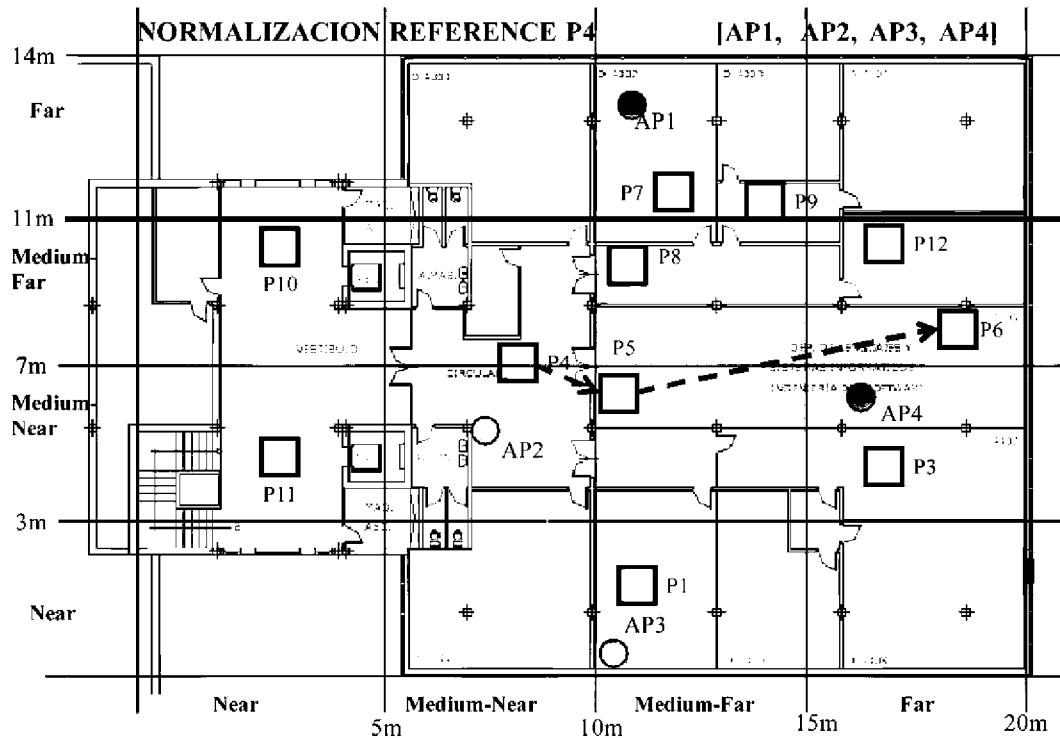 NORMALIZACION REFERENCE P4 [AP1, AP2, AP3, AP4]
14m
Far
AP1
P7
P9
11m
Medium-
Far
P10
P8
P12
P6
VESTIBULO
P4
P5
7m
CIRCULA
Medium-
Near
AP4
AP2
P3
P11
3m
P1
Near
AP3
Near
Medium-Near
Medium-Far
Far
5m
10m
15m
20m